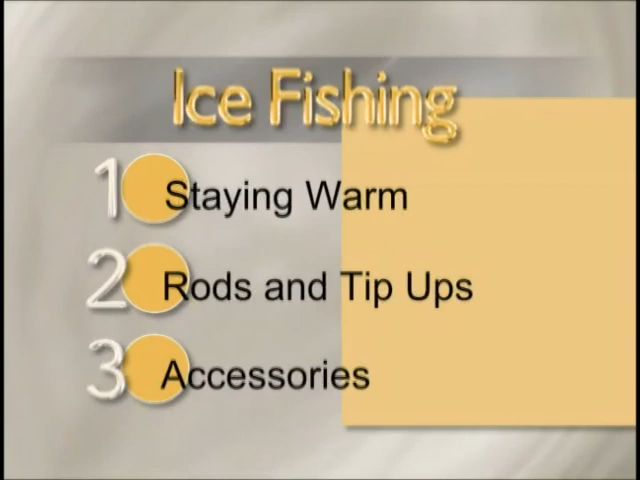 Ice Fishing
1 Staying Warm
2 Rods and Tip Ups
3 Accessories